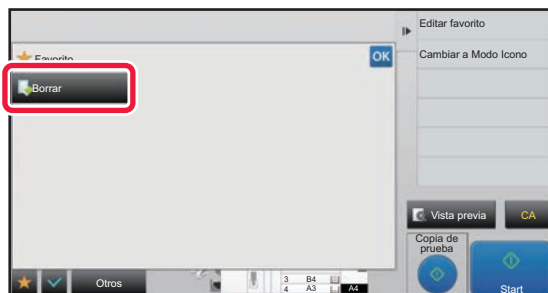 Favorito
OK
Borrar
Otros
3 B4
4 A3
A4
Editar favorito
Cambiar a Modo Icono
Vista previa
CA
Copia de
prueba
Start